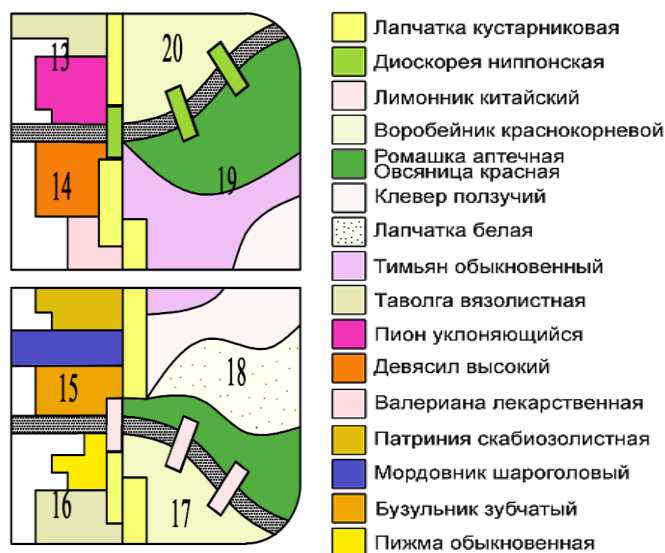 13
20
14
19
15
18
16
17
Лапчатка кустарниковая
Диоскорея ниппонская
Лимонник китайский
Воробейник краснокорневой
Ромашка аптечная
Овсяница красная
Клевер ползучий
Лапчатка белая
Тимьян обыкновенный
Таволга вязолистная
Пион уклоняющийся
Девясил высокий
Валериана лекарственная
Патриния скабиозолистная
Мордовник шароголовый
Бузульник зубчатый
Пижма обыкновенная